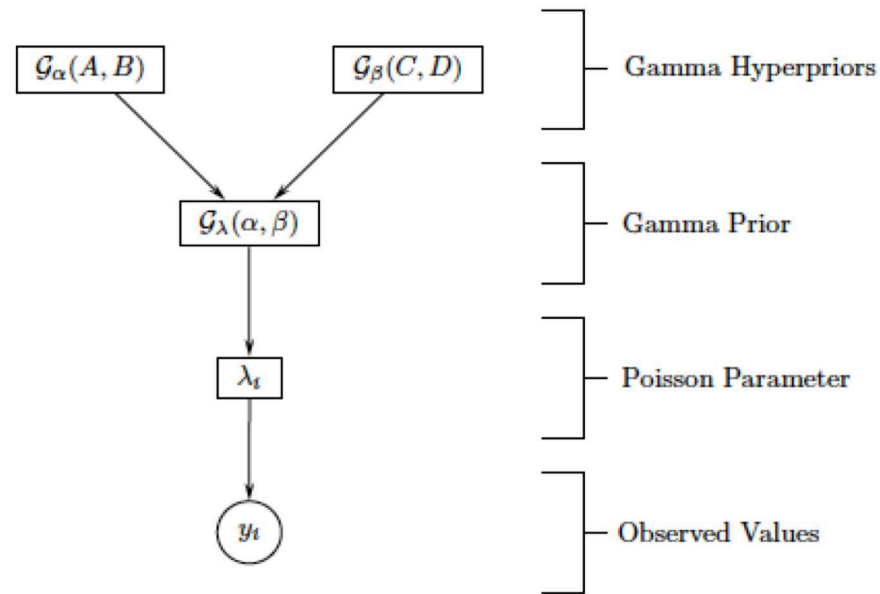 𝒢α(A, B) 𝒢β(C, D) Gamma Hyperpriors
𝒢λ(α, β) Gamma Prior
λᵢ Poisson Parameter
yᵢ Observed Values